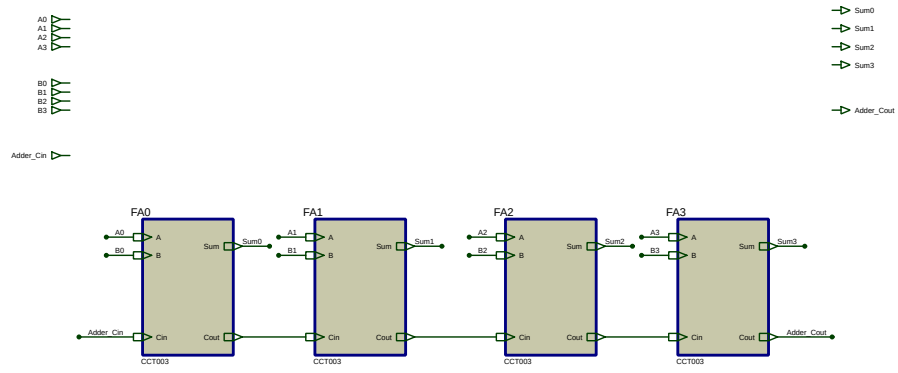 A0
A1
A2
A3
B0
B1
B2
B3
Adder_Cin
Sum0
Sum1
Sum2
Sum3
Adder_Cout
FA0
A0
A
B0
B
Sum
Sum0
Adder_Cin
Cin
Cout
CCT003
FA1
A1
A
B1
B
Sum
Sum1
Cin
Cout
CCT003
FA2
A2
A
B2
B
Sum
Sum2
Cin
Cout
CCT003
FA3
A3
A
B3
B
Sum
Sum3
Cin
Cout
Adder_Cout
CCT003